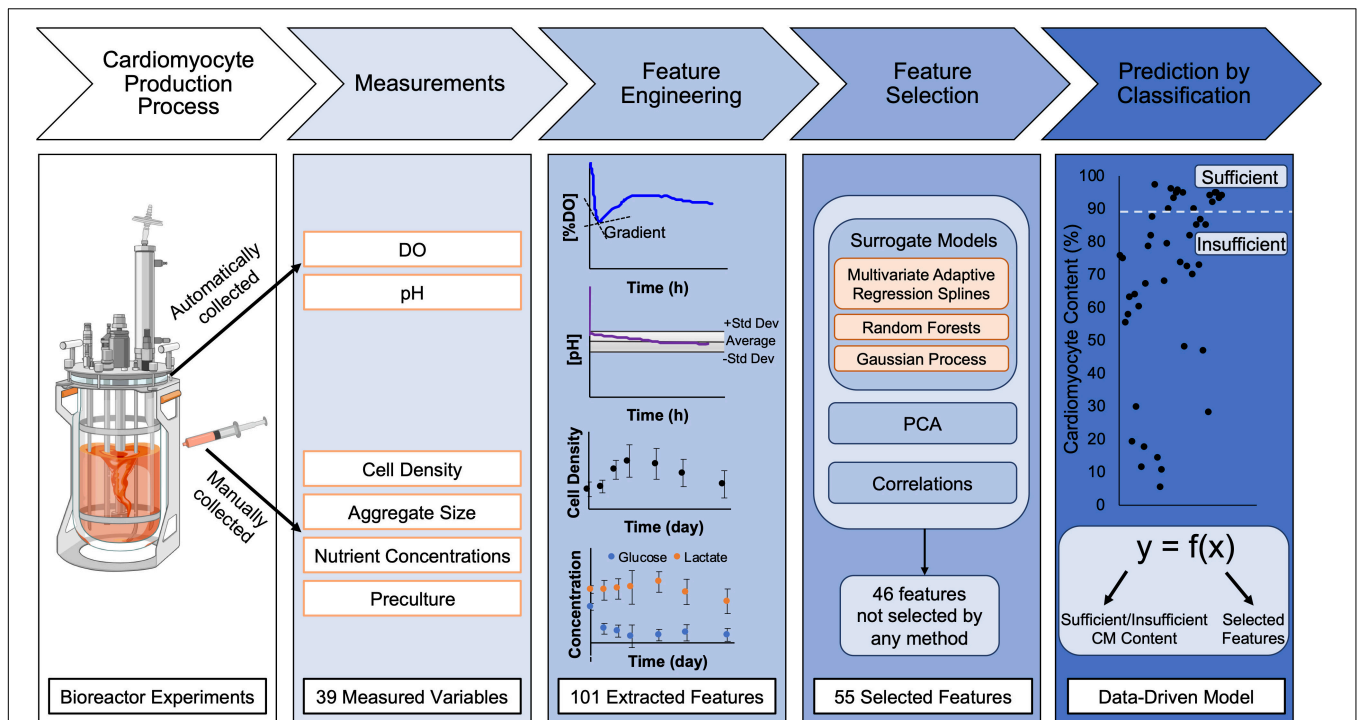 Cardiomyocyte
Production
Process
Measurements
Feature
Engineering
Feature
Selection
Prediction by
Classification
Automatically
collected
Manually
collected
Bioreactor Experiments
DO
pH
Cell Density
Aggregate Size
Nutrient Concentrations
Preculture
39 Measured Variables
[%DO]
Gradient
Time (h)
[pH]
+Std Dev
Average
-Std Dev
Time (h)
Cell Density
Time (day)
Concentration
Glucose Lactate
Time (day)
101 Extracted Features
Surrogate Models
Multivariate Adaptive
Regression Splines
Random Forests
Gaussian Process
PCA
Correlations
46 features
not selected by
any method
55 Selected Features
Cardiomyocyte Content (%)
100
90
80
70
60
50
40
30
20
10
0
Sufficient
Insufficient
y = f(x)
Sufficient/Insufficient
CM Content
Selected
Features
Data-Driven Model